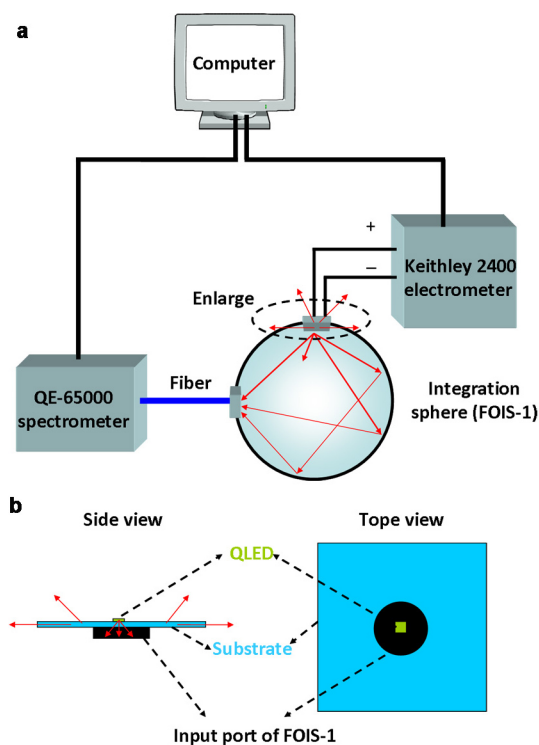 a
Computer
+
−
Keithley 2400
electrometer
Enlarge
Fiber
QE-65000
spectrometer
Integration
sphere (FOIS-1)
b
Side view
Tope view
QLED
Substrate
Input port of FOIS-1